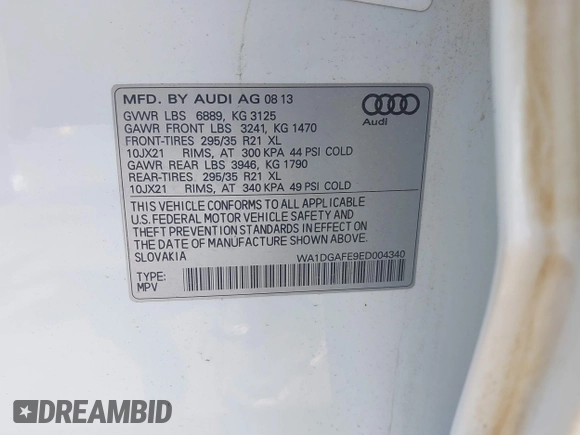 MFD. BY AUDI AG 08 13
GVWR LBS 6889, KG 3125
GAWR FRONT LBS 3241, KG 1470
FRONT-TIRES 295/35 R21 XL
10JX21 RIMS, AT 300 KPA 44 PSI COLD
GAWR REAR LBS 3946, KG 1790
REAR-TIRES 295/35 R21 XL
10JX21 RIMS, AT 340 KPA 49 PSI COLD
Audi
THIS VEHICLE CONFORMS TO ALL APPLICABLE
U.S. FEDERAL MOTOR VEHICLE SAFETY AND
THEFT PREVENTION STANDARDS IN EFFECT ON
THE DATE OF MANUFACTURE SHOWN ABOVE.
SLOVAKIA WA1DGAFE9ED004340
TYPE:
MPV
DREAMBID